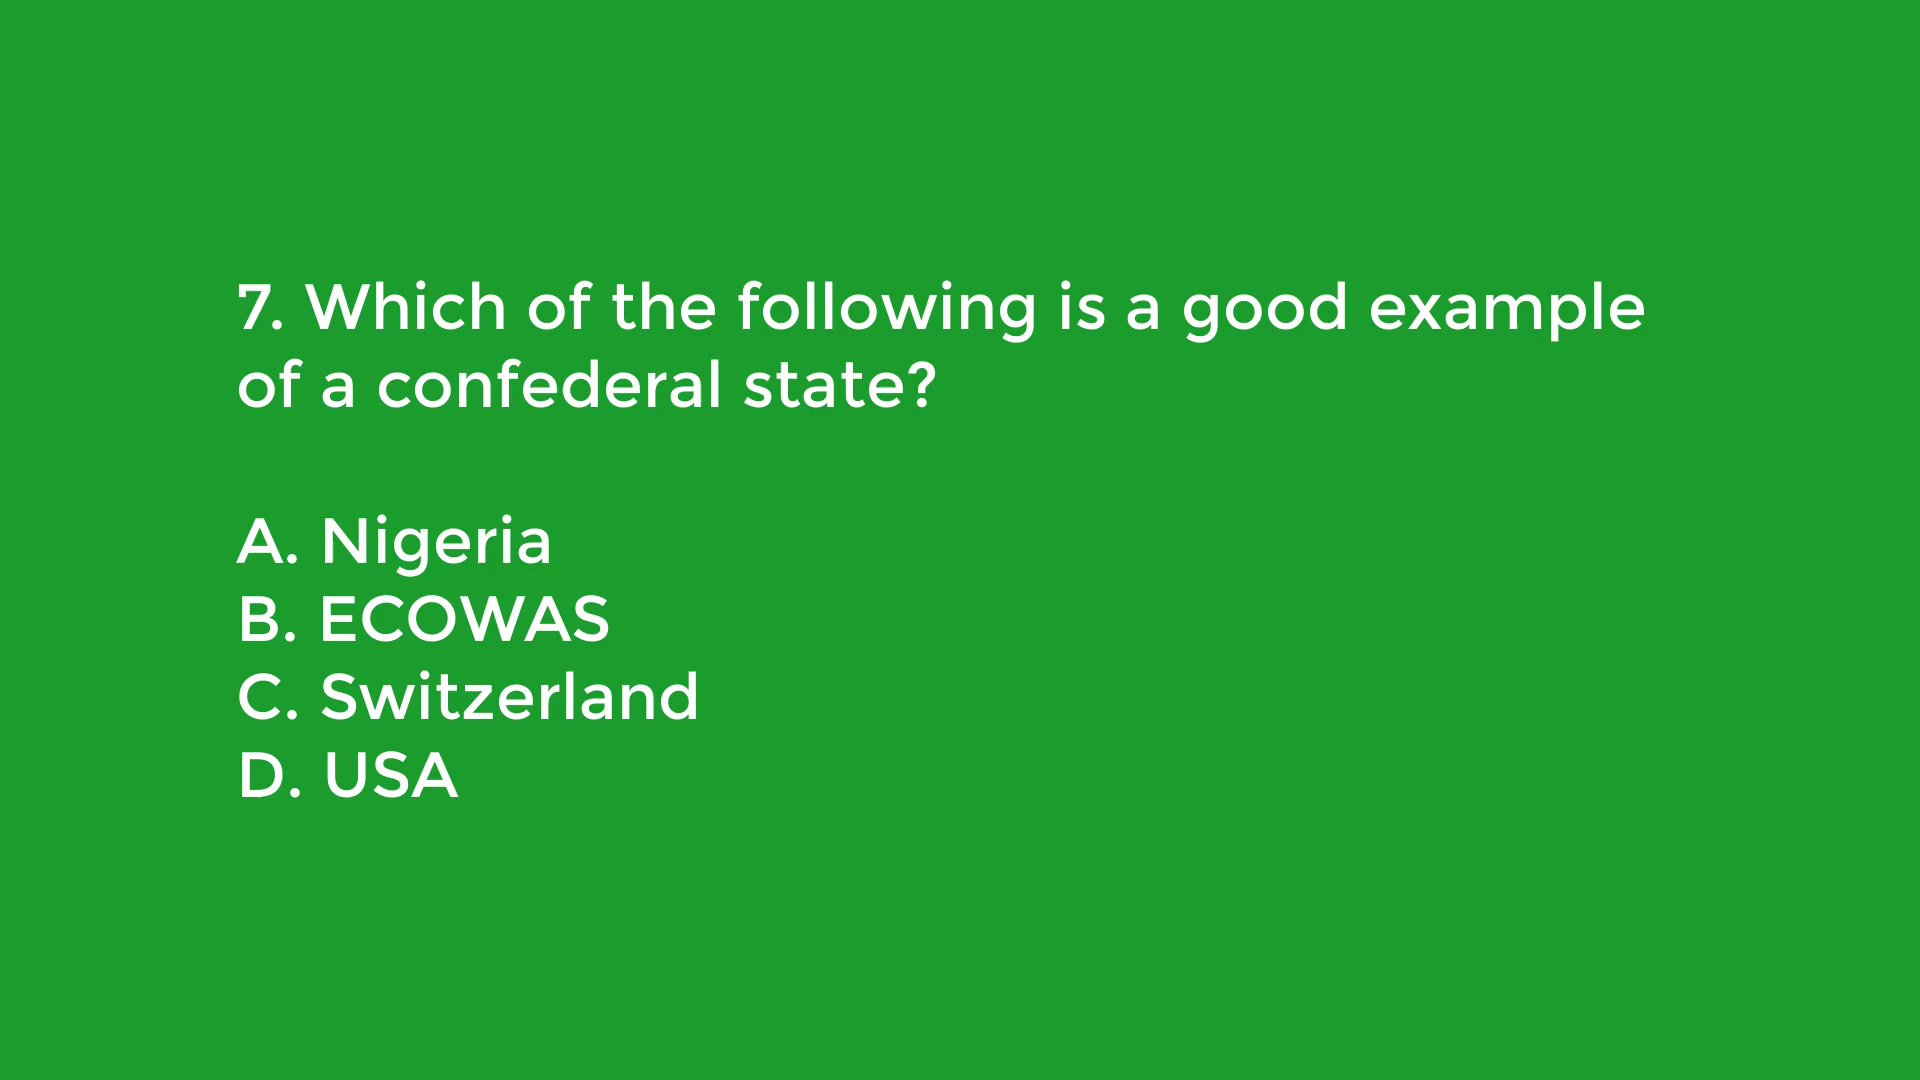 7. Which of the following is a good example
of a confederal state?
A. Nigeria
B. ECOWAS
C. Switzerland
D. USA